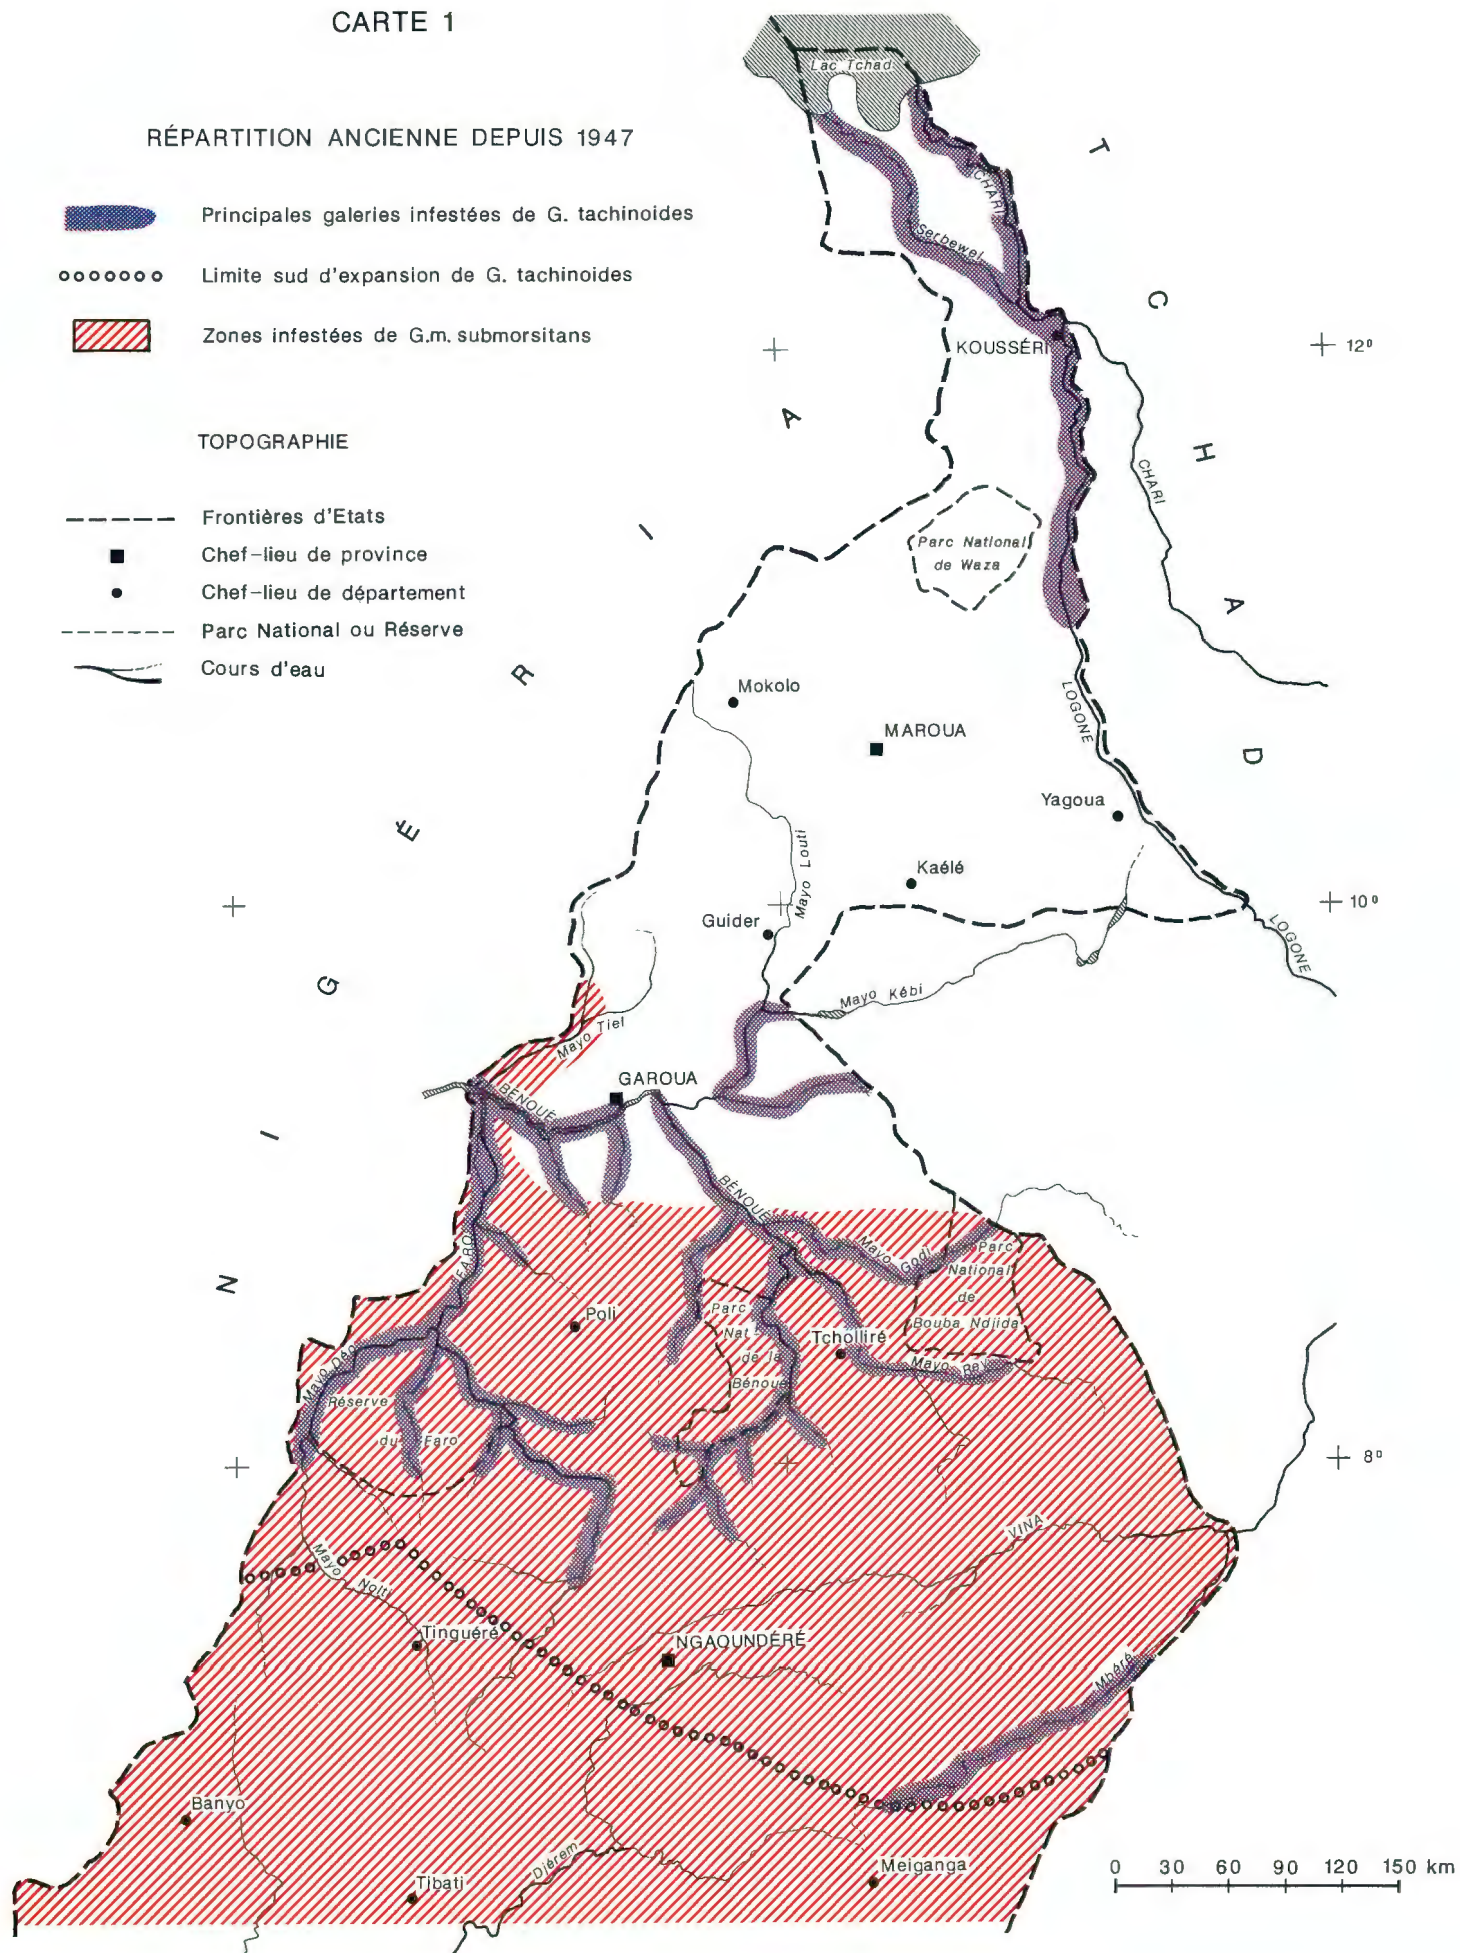 CARTE 1
RÉPARTITION ANCIENNE DEPUIS 1947
Principales galeries infestées de G. tachinoides
Limite sud d'expansion de G. tachinoides
Zones infestées de G.m. submorsitans
TOPOGRAPHIE
Frontières d'Etats
Chef-lieu de province
Chef-lieu de département
Parc National ou Réserve
Cours d'eau
Lac Tchad
TCHAD
NIGÉRIA
CHARI
Serbewel
KOUSSÉRI
12°
CHARI
Parc National
de Waza
Mokolo
MAROUA
LOGONE
Yagoua
Kaélé
Mayo Louti
Guider
10°
LOGONE
Mayo Kébi
Mayo Tiel
GAROUA
BÉNOUÉ
BÉNOUÉ
FARO
Mayo Godi
Parc
National
de
Bouba Ndjida
Poli
Parc
Nat.
de la
Bénoué
Tcholliré
Mayo Rey
Mayo Déo
Réserve
du Faro
8°
VINA
Mayo Nolti
Tinguéré
NGAOUNDÉRÉ
Mbéré
Banyo
Djérem
Tibati
Meiganga
0 30 60 90 120 150 km